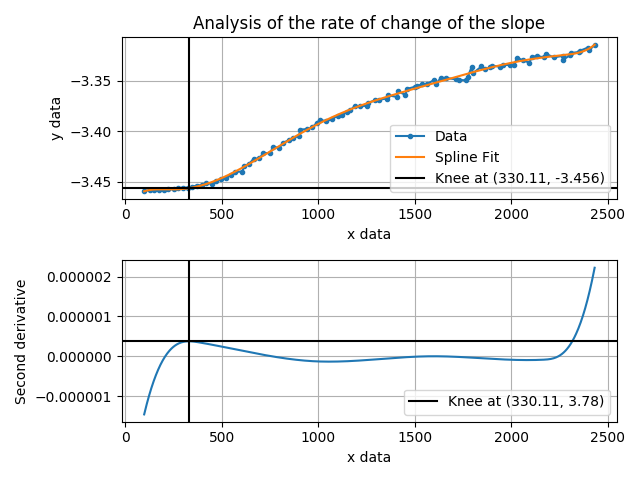 Analysis of the rate of change of the slope
y data
−3.35
−3.40
−3.45
Data
Spline Fit
Knee at (330.11, -3.456)
0 500 1000 1500 2000 2500
x data
Second derivative
0.000002
0.000001
0.000000
−0.000001
Knee at (330.11, 3.78)
0 500 1000 1500 2000 2500
x data